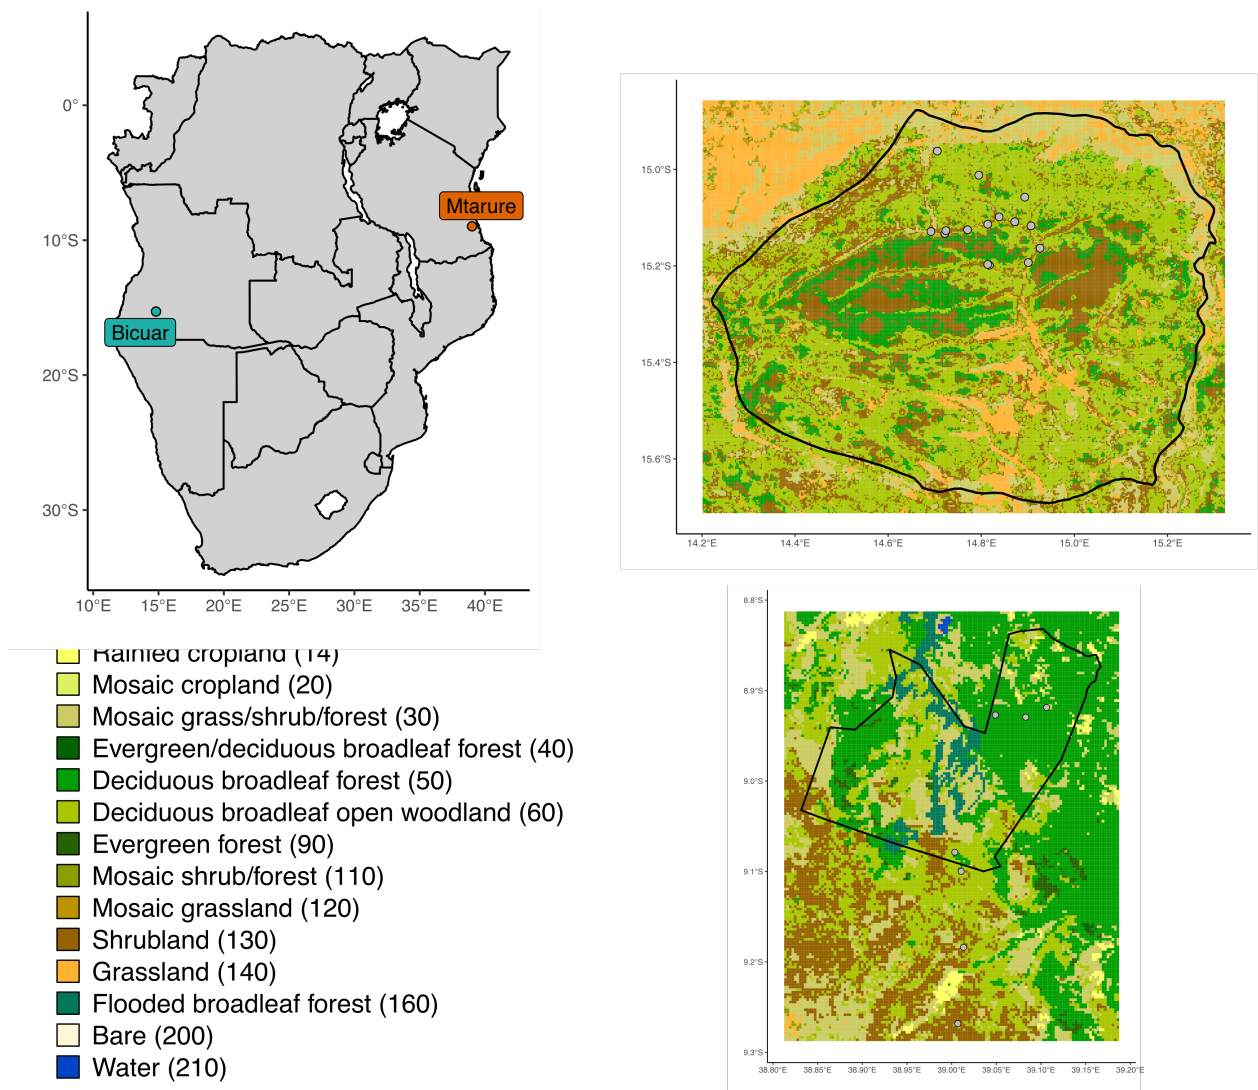 0°
10°S
20°S
30°S
10°E 15°E 20°E 25°E 30°E 35°E 40°E
Mtarure
Bicuar
15.0°S
15.2°S
15.4°S
15.6°S
14.2°E 14.4°E 14.6°E 14.8°E 15.0°E 15.2°E
Rainfed cropland (14)
Mosaic cropland (20)
Mosaic grass/shrub/forest (30)
Evergreen/deciduous broadleaf forest (40)
Deciduous broadleaf forest (50)
Deciduous broadleaf open woodland (60)
Evergreen forest (90)
Mosaic shrub/forest (110)
Mosaic grassland (120)
Shrubland (130)
Grassland (140)
Flooded broadleaf forest (160)
Bare (200)
Water (210)
8.8°S
8.9°S
9.0°S
9.1°S
9.2°S
9.3°S
38.80°E 38.85°E 38.90°E 38.95°E 39.00°E 39.05°E 39.10°E 39.15°E 39.20°E